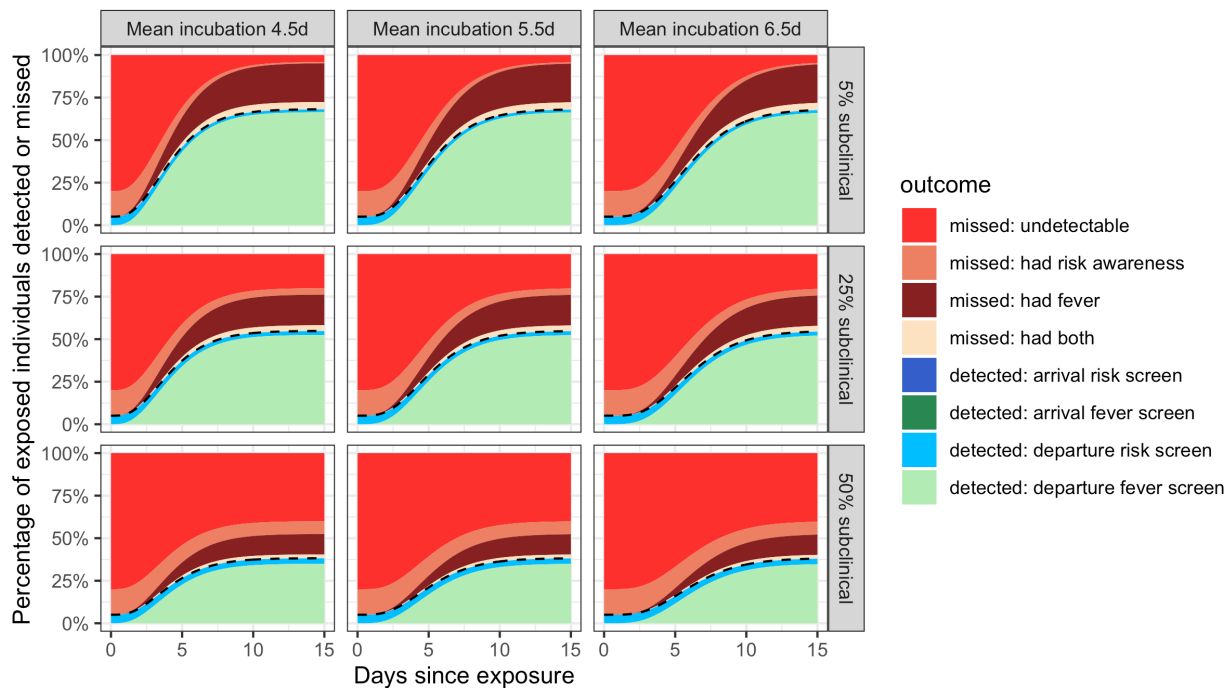 Mean incubation 4.5d
Mean incubation 5.5d
Mean incubation 6.5d
Percentage of exposed individuals detected or missed
100%
75%
50%
25%
0%
5% subclinical
100%
75%
50%
25%
0%
25% subclinical
100%
75%
50%
25%
0%
50% subclinical
0 5 10 15
0 5 10 15
0 5 10 15
Days since exposure
outcome
missed: undetectable
missed: had risk awareness
missed: had fever
missed: had both
detected: arrival risk screen
detected: arrival fever screen
detected: departure risk screen
detected: departure fever screen